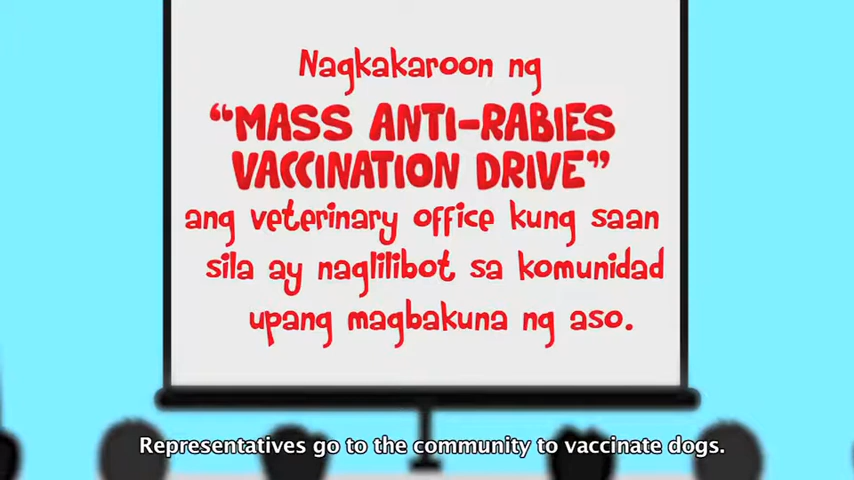 Nagkakaroon ng
“MASS ANTI-RABIES
VACCINATION DRIVE”
ang veterinary office kung saan
sila ay naglilibot sa komunidad
upang magbakuna ng aso.
Representatives go to the community to vaccinate dogs.